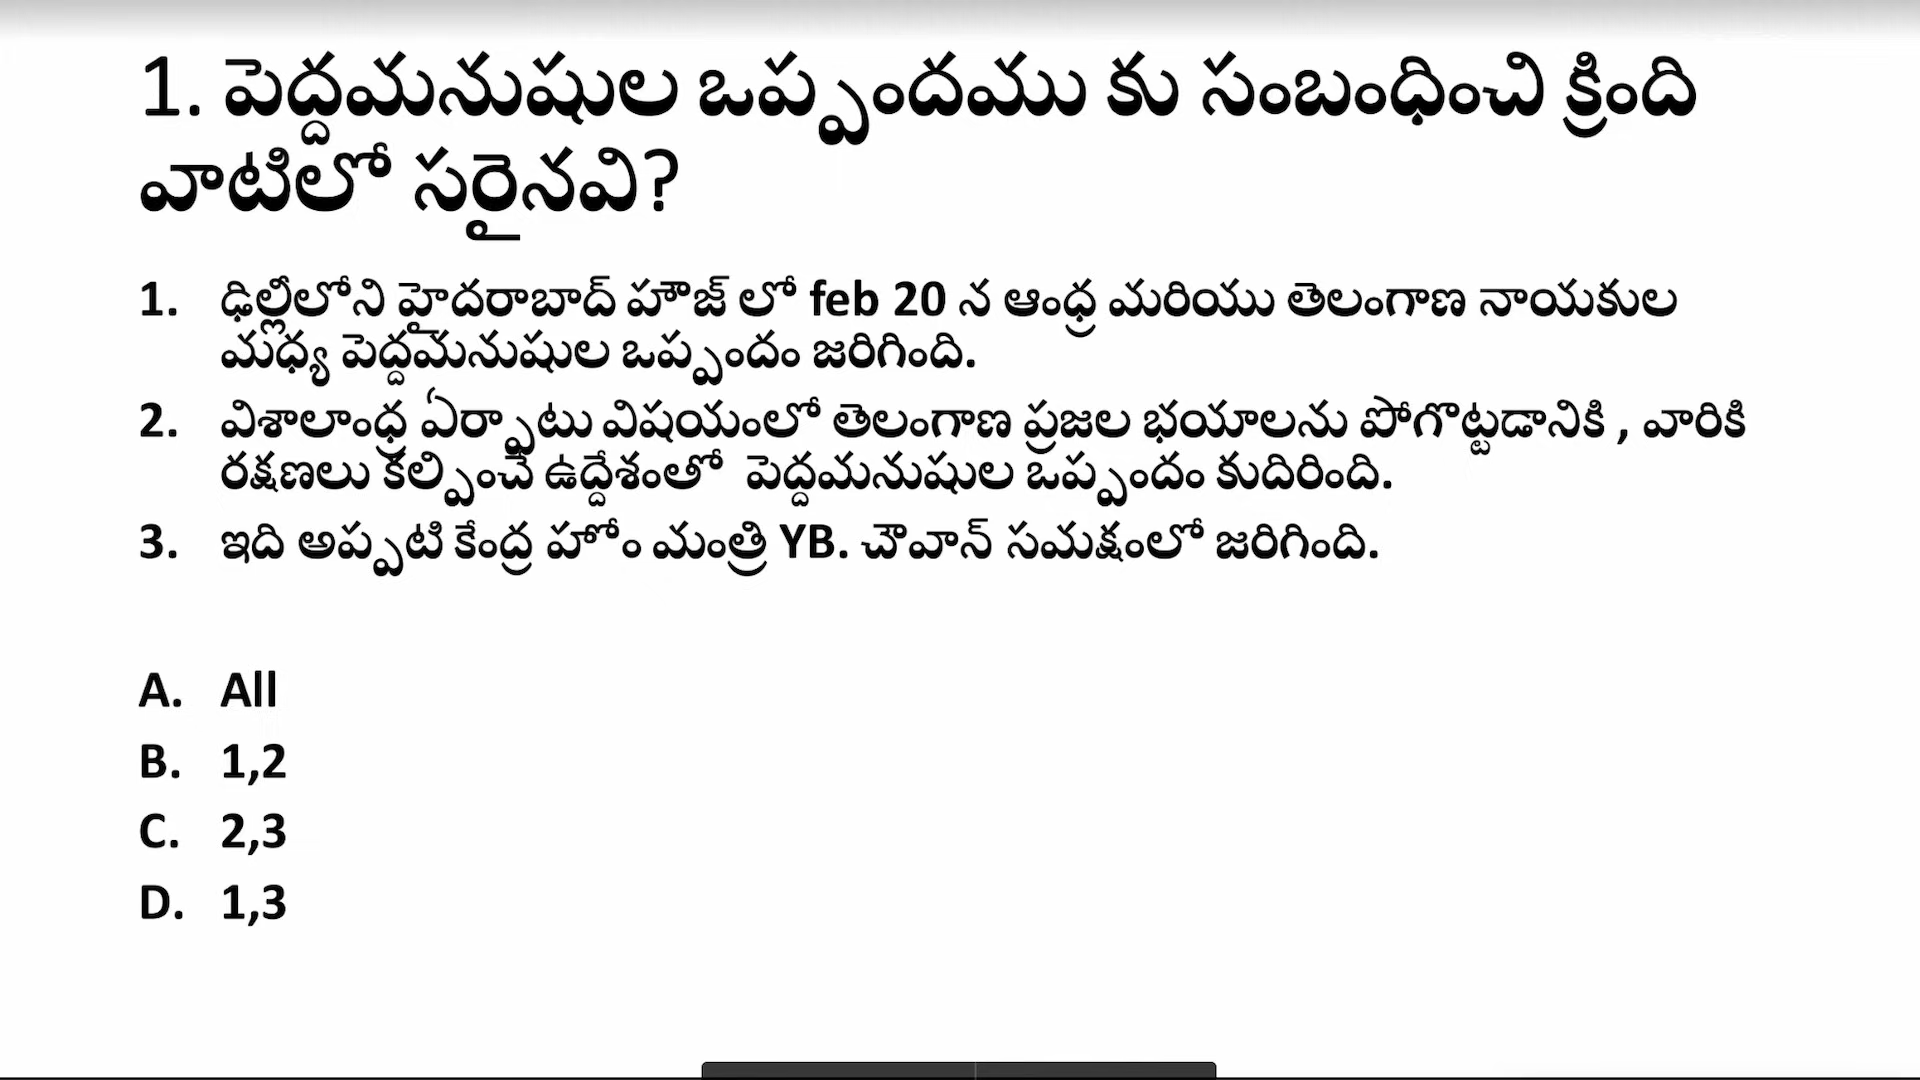 1. పెద్దమనుషుల ఒప్పందము కు సంబంధించి క్రింది
వాటిలో సరైనవి?
1. ఢిల్లీలోని హైదరాబాద్ హౌజ్ లో feb 20 న ఆంధ్ర మరియు తెలంగాణ నాయకుల
మధ్య పెద్దమనుషుల ఒప్పందం జరిగింది.
2. విశాలాంధ్ర ఏర్పాటు విషయంలో తెలంగాణ ప్రజల భయాలను పోగొట్టడానికి , వారికి
రక్షణలు కల్పించే ఉద్దేశంతో పెద్దమనుషుల ఒప్పందం కుదిరింది.
3. ఇది అప్పటి కేంద్ర హోం మంత్రి YB. చౌవాన్ సమక్షంలో జరిగింది.
A. All
B. 1,2
C. 2,3
D. 1,3